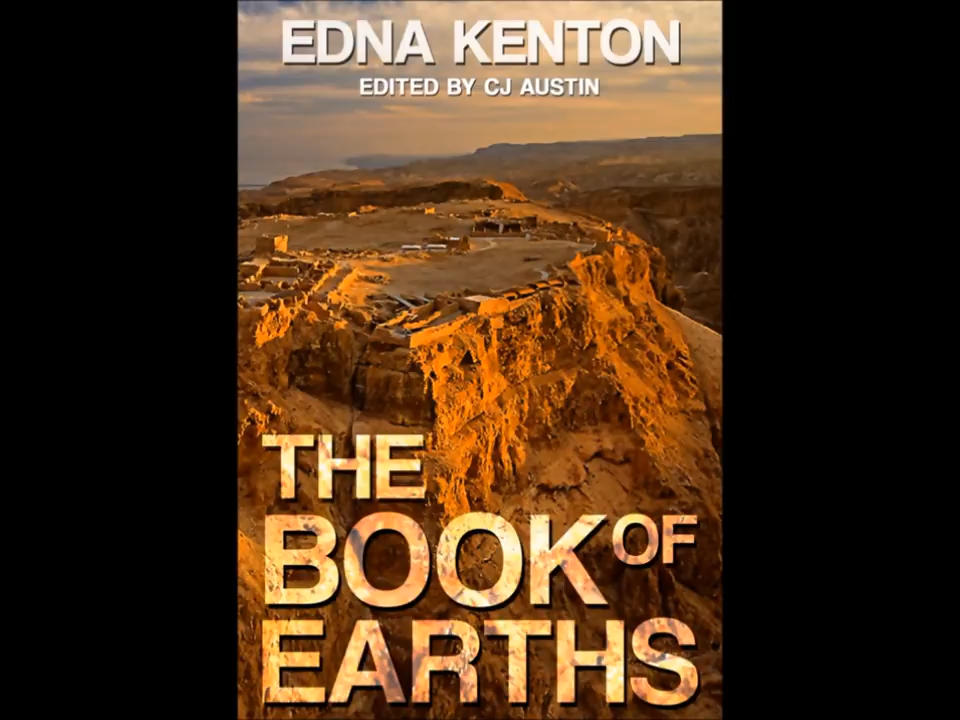 EDNA KENTON
EDITED BY CJ AUSTIN
THE
BOOK OF
EARTHS